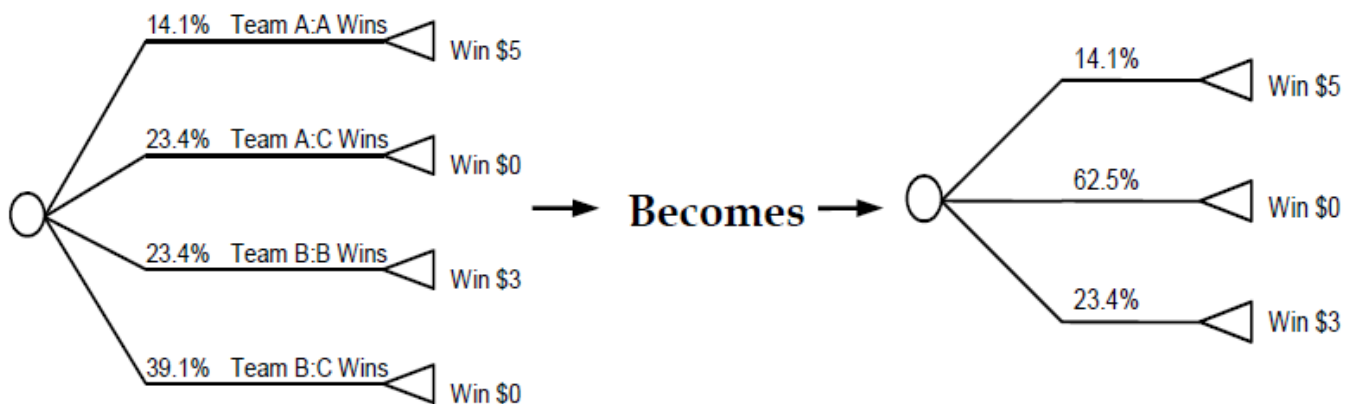 14.1% Team A:A Wins
Win $5
23.4% Team A:C Wins
Win $0
23.4% Team B:B Wins
Win $3
39.1% Team B:C Wins
Win $0
Becomes
14.1%
Win $5
62.5%
Win $0
23.4%
Win $3